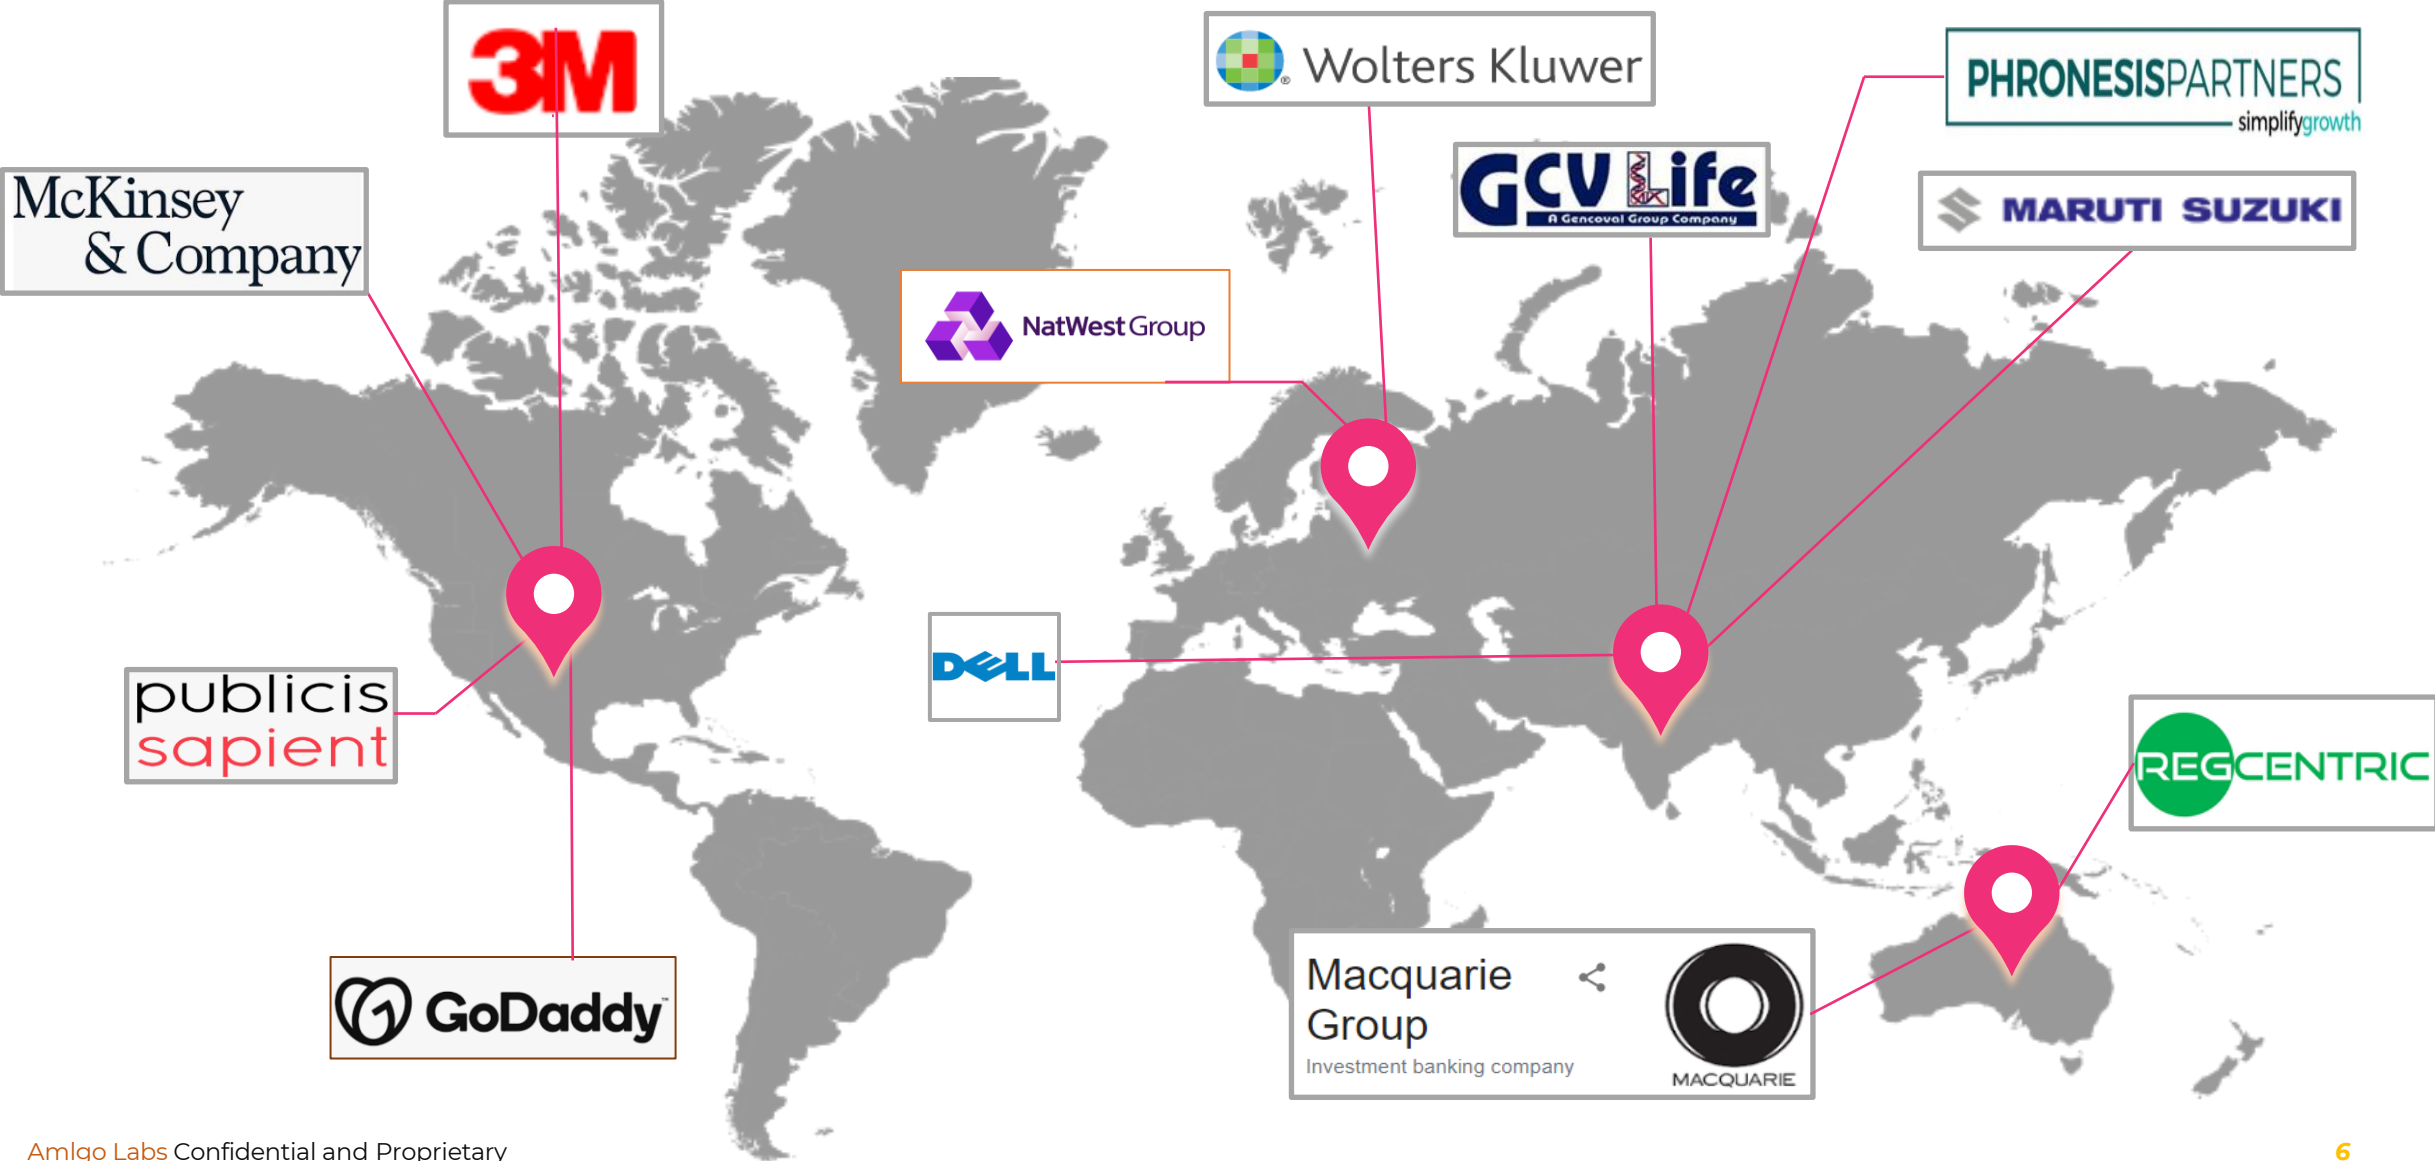 3M
Wolters Kluwer
®
PHRONESISPARTNERS
simplifygrowth
McKinsey
& Company
GCV Life
A Gencoval Group Company
MARUTI SUZUKI
NatWest Group
DELL
publicis
sapient
REGCENTRIC
GoDaddy™
Macquarie
Group
Investment banking company
MACQUARIE
Amlgo Labs Confidential and Proprietary
6